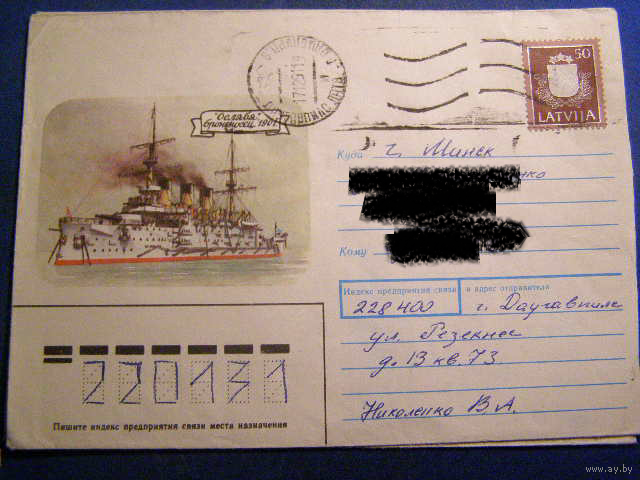 "Ослябя"
броненосец. 1901
50
LATVIJA
Куда г. Минск
Кому
Индекс предприятия связи и адрес отправителя
228400 г. Даугавпилс
ул. Резекнес
д. 13 кв. 73
Николенко В.А.
220131
Пишите индекс предприятия связи места назначения
www.ay.by